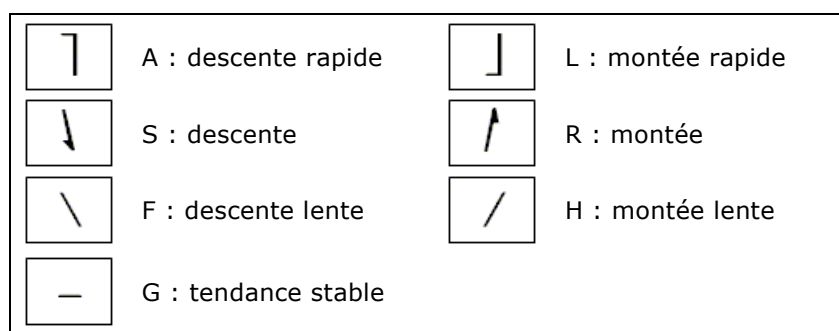 A : descente rapide
L : montée rapide
S : descente
R : montée
F : descente lente
H : montée lente
G : tendance stable